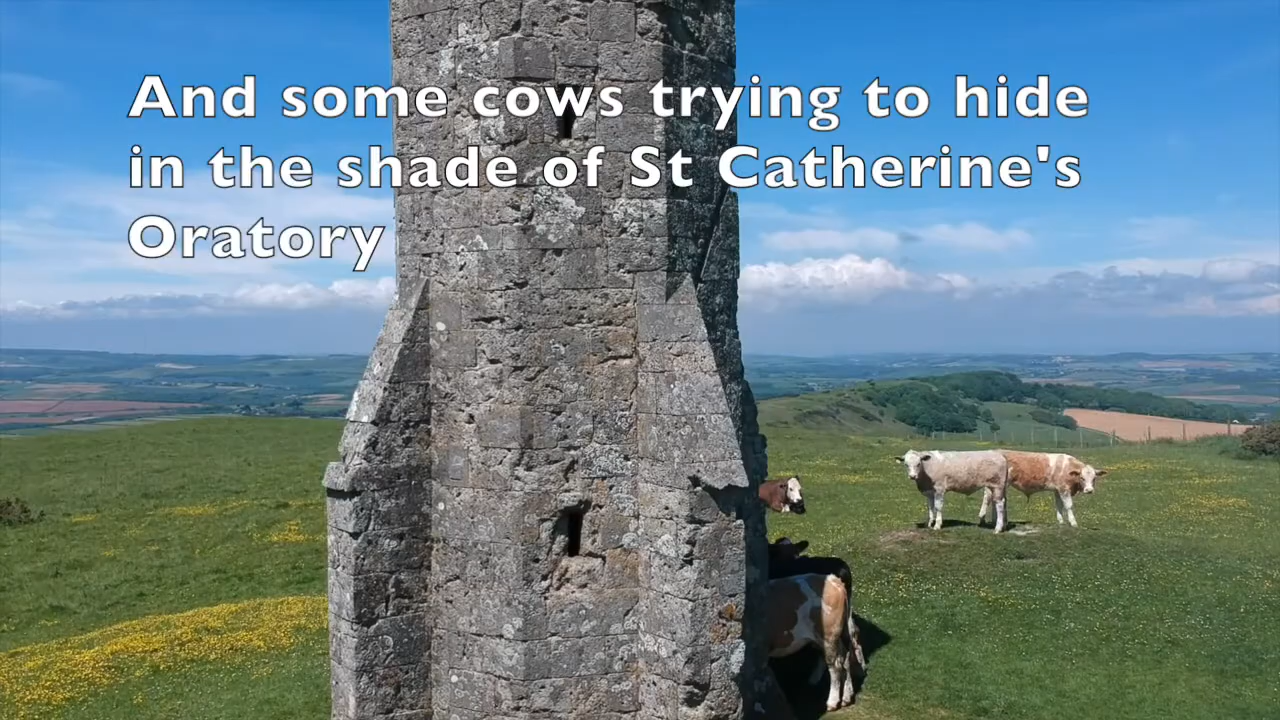 And some cows trying to hide
in the shade of St Catherine's
Oratory